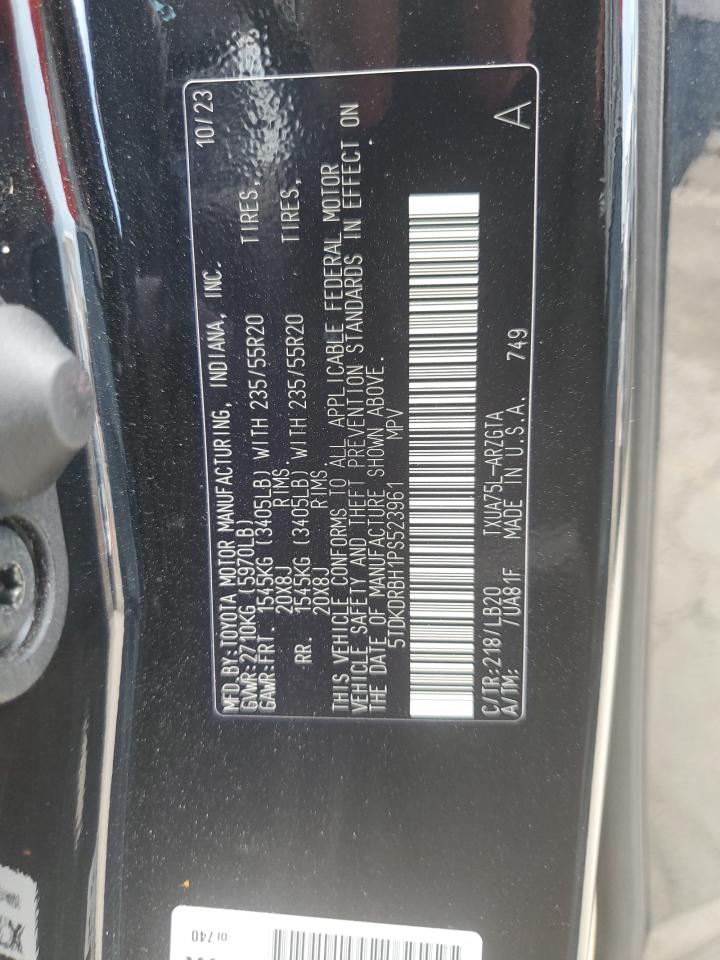 MFD.BY:TOYOTA MOTOR MANUFACTURING, INDIANA, INC. 10/23
GVWR:2710KG (5970LB)
GAWR:FRT. 1545KG (3405LB) WITH 235/55R20 TIRES,
20X8J RIMS.
RR. 1545KG (3405LB) WITH 235/55R20 TIRES,
20X8J RIMS.
THIS VEHICLE CONFORMS TO ALL APPLICABLE FEDERAL MOTOR
VEHICLE SAFETY AND THEFT PREVENTION STANDARDS IN EFFECT ON
THE DATE OF MANUFACTURE SHOWN ABOVE.
5TDKDRBH1PS523961 MPV
C/TR:218/LB20 TXUA75L-ARZGTA
A/TM: /UA81F MADE IN U.S.A. 749
A
740